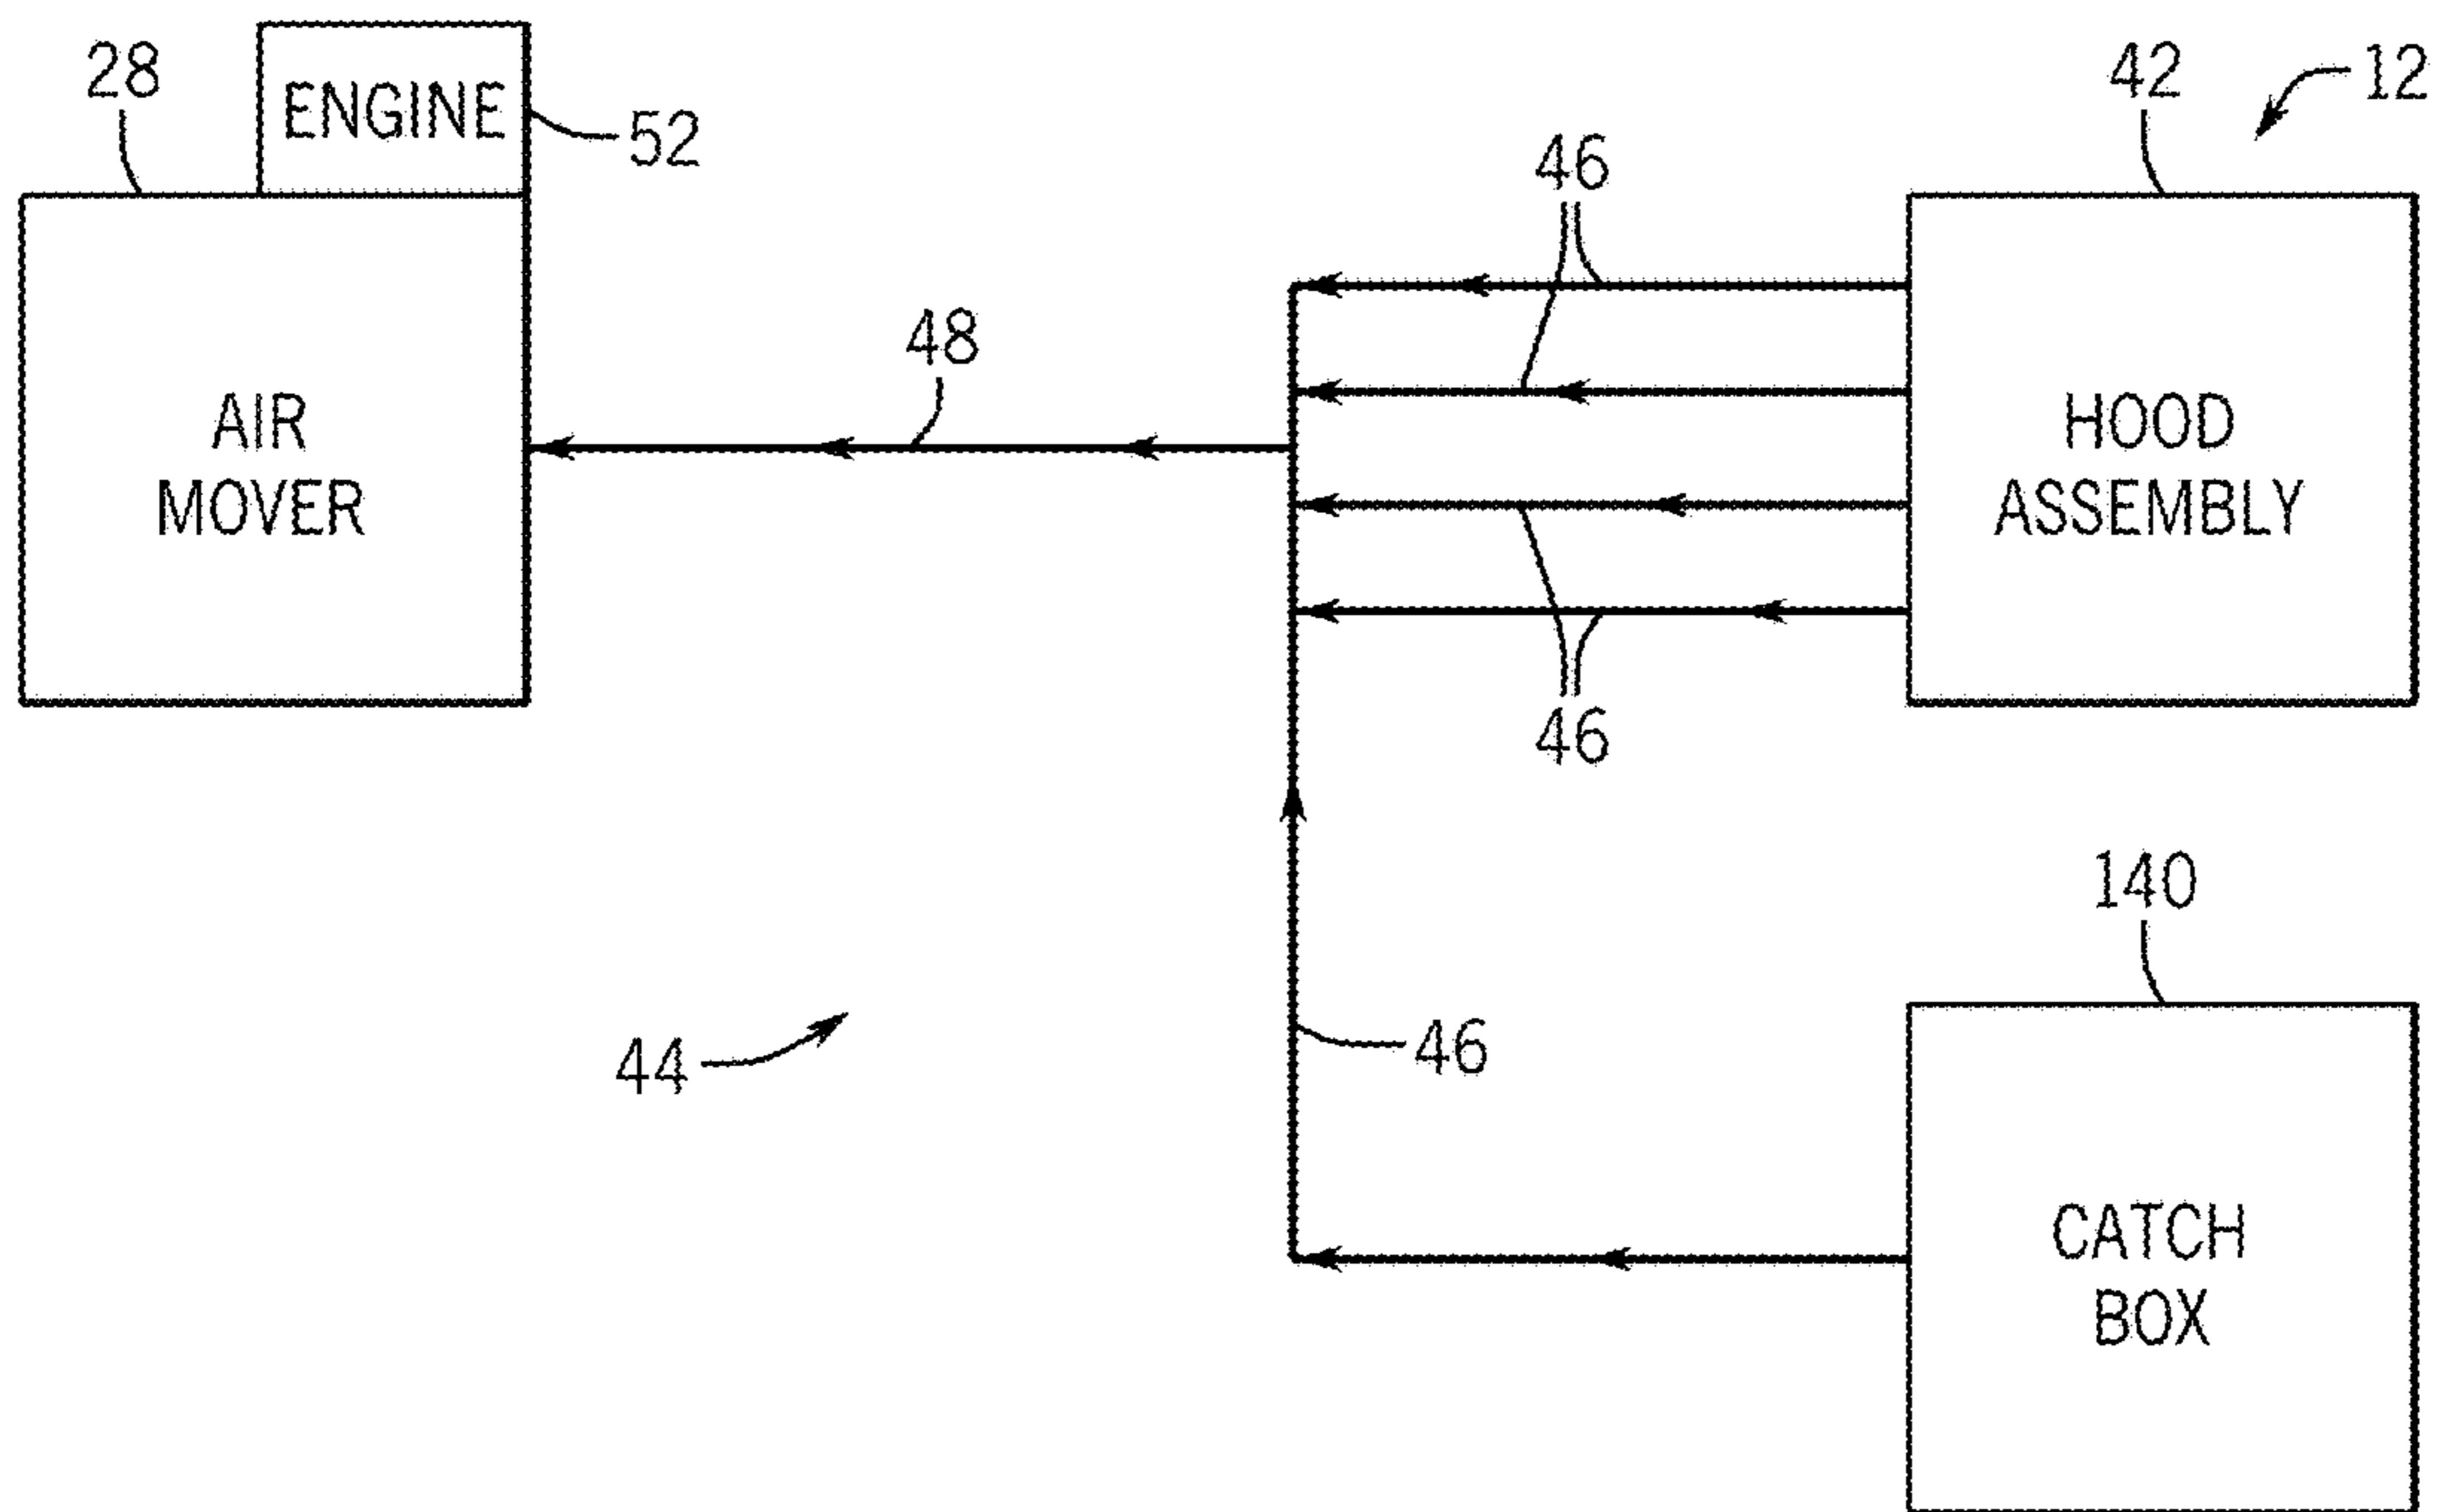 28
ENGINE
52
42
12
46
48
AIR
MOVER
HOOD
ASSEMBLY
46
140
44
46
CATCH
BOX